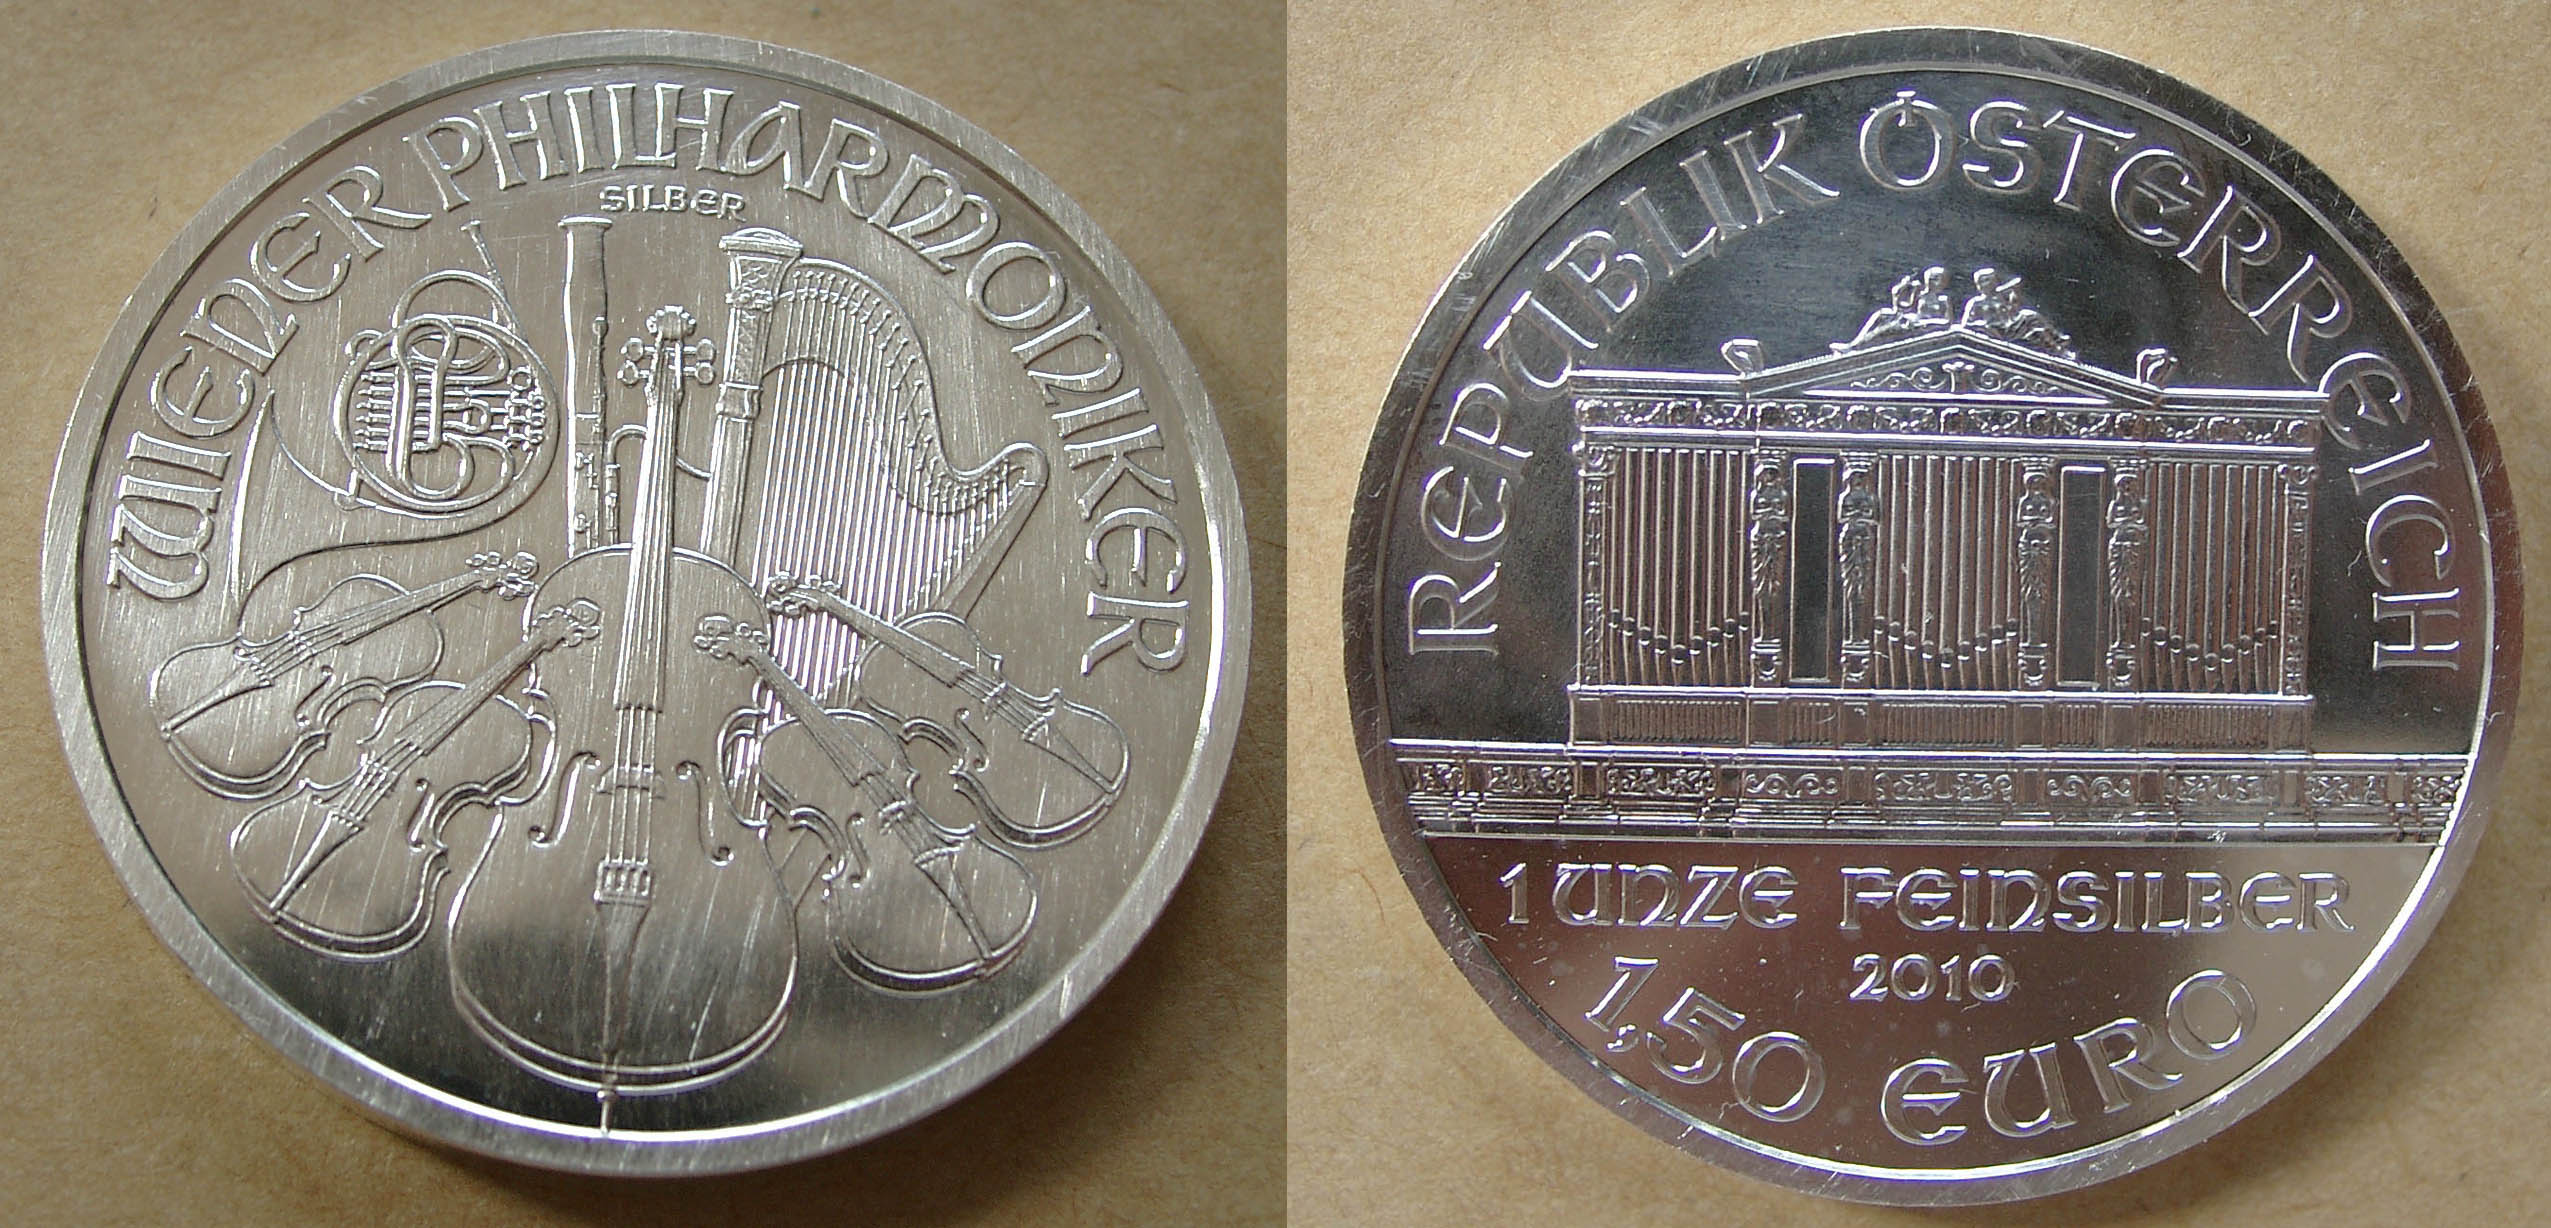 WIENER PHILHARMONIKER
SILBER
REPUBLIK ÖSTERREICH
1 UNZE FEINSILBER
2010
1,50 EURO